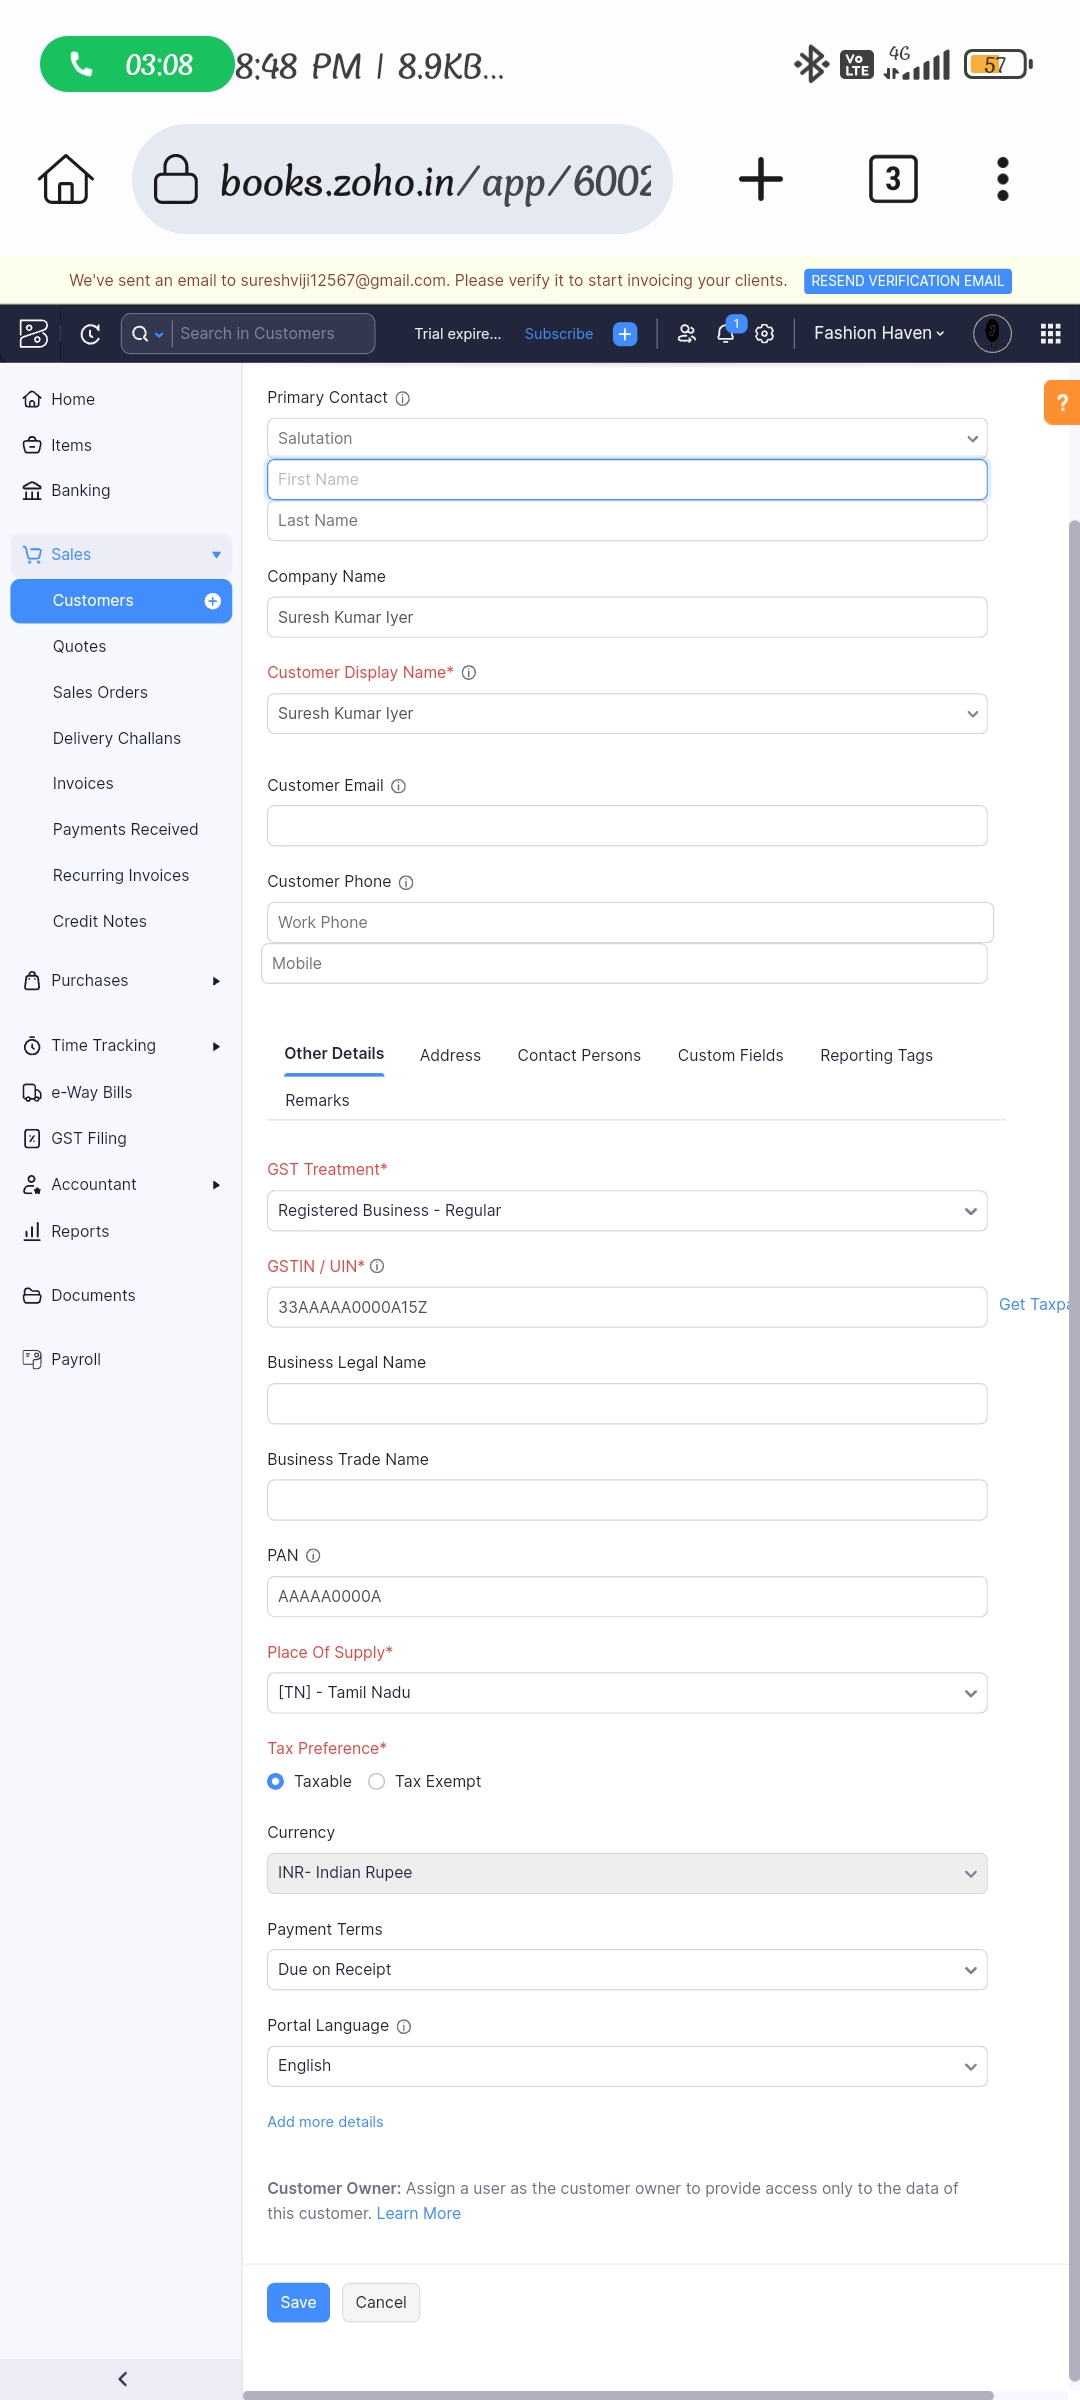 03:08 8:48 PM | 8.9KB... Vo LTE 4G 57
books.zoho.in/app/6002 3
We've sent an email to sureshviji12567@gmail.com. Please verify it to start invoicing your clients. RESEND VERIFICATION EMAIL
Search in Customers Trial expire... Subscribe 1 Fashion Haven
Home
Items
Banking
Sales
Customers
Quotes
Sales Orders
Delivery Challans
Invoices
Payments Received
Recurring Invoices
Credit Notes
Purchases
Time Tracking
e-Way Bills
GST Filing
Accountant
Reports
Documents
Payroll
?
Primary Contact
Salutation
First Name
Last Name
Company Name
Suresh Kumar Iyer
Customer Display Name*
Suresh Kumar Iyer
Customer Email
Customer Phone
Work Phone
Mobile
Other Details Address Contact Persons Custom Fields Reporting Tags
Remarks
GST Treatment*
Registered Business - Regular
GSTIN / UIN*
33AAAAA0000A15Z Get Taxpa
Business Legal Name
Business Trade Name
PAN
AAAAA0000A
Place Of Supply*
[TN] - Tamil Nadu
Tax Preference*
Taxable Tax Exempt
Currency
INR- Indian Rupee
Payment Terms
Due on Receipt
Portal Language
English
Add more details
Customer Owner: Assign a user as the customer owner to provide access only to the data of
this customer. Learn More
Save Cancel